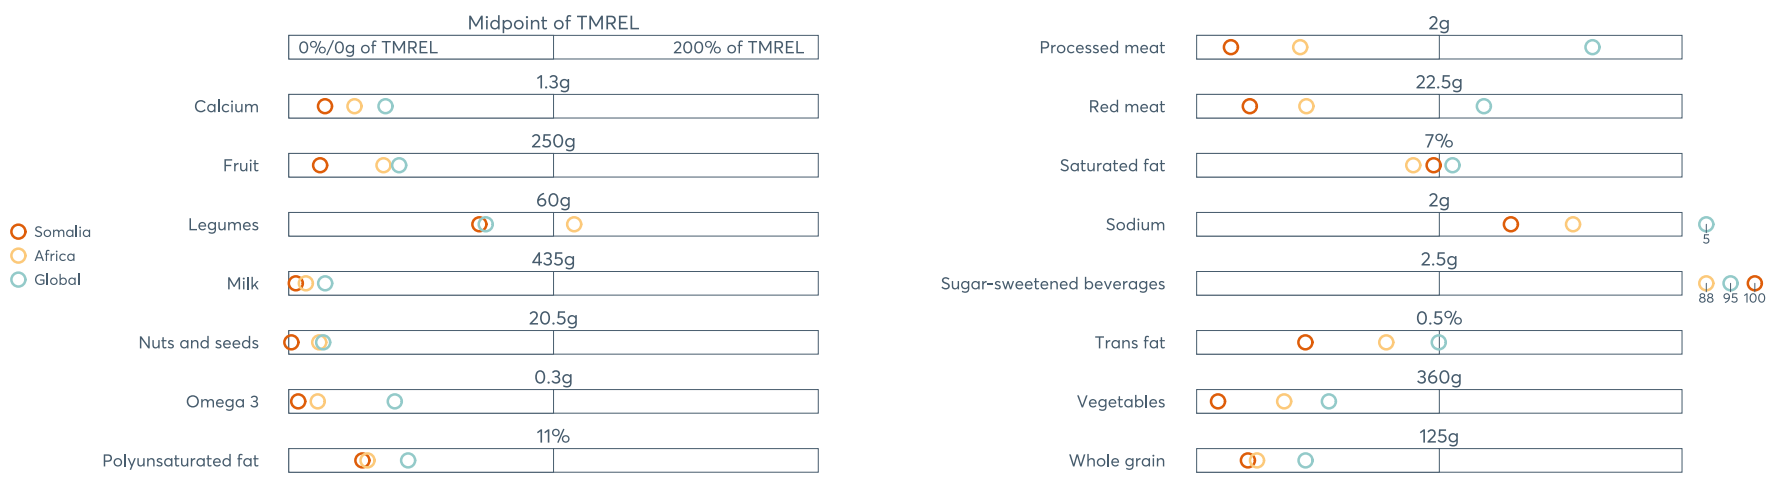 Midpoint of TMREL
0%/0g of TMREL
200% of TMREL
1.3g
Calcium
250g
Fruit
60g
Legumes
435g
Milk
20.5g
Nuts and seeds
0.3g
Omega 3
11%
Polyunsaturated fat
Somalia
Africa
Global
2g
Processed meat
22.5g
Red meat
7%
Saturated fat
2g
Sodium
5
2.5g
Sugar-sweetened beverages
88 95 100
0.5%
Trans fat
360g
Vegetables
125g
Whole grain